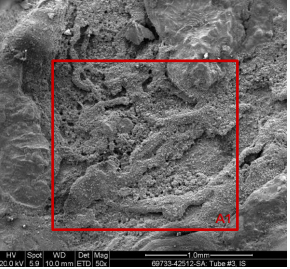 A1
HV Spot WD Det Mag 1.0mm
20.0 kV 5.9 10.0 mm ETD 50x 69733-42512-SA: Tube #3, IS